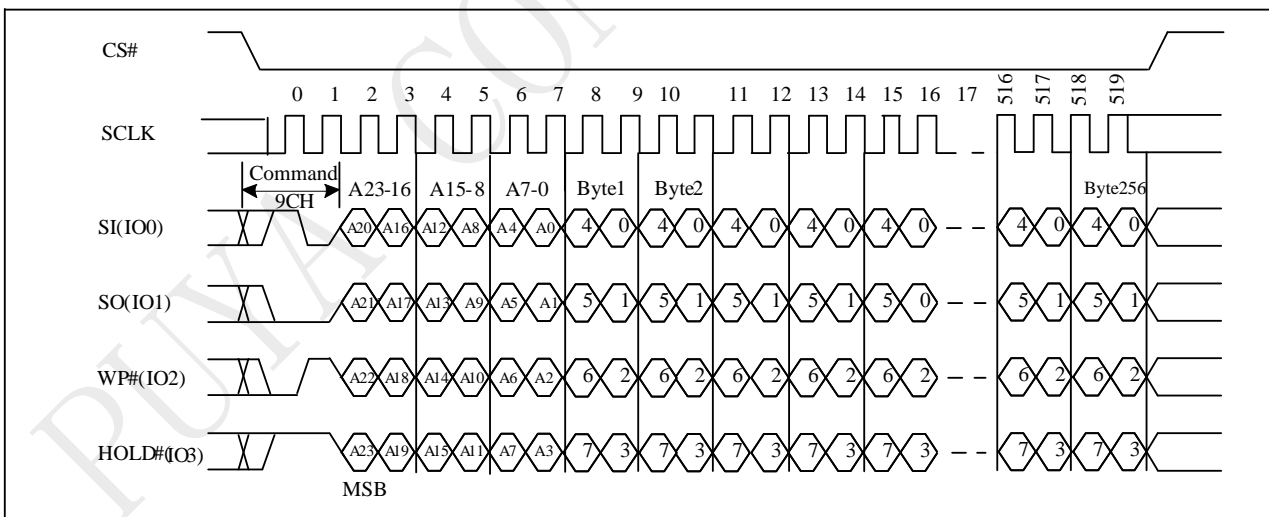 CS#
0 1 2 3 4 5 6 7 8 9 10 11 12 13 14 15 16 17 516 517 518 519
SCLK
Command
9CH
A23-16 A15-8 A7-0 Byte1 Byte2 Byte256
SI(IO0) A20 A16 A12 A8 A4 A0 4 0 4 0 4 0 4 0 4 0 4 0 4 0
SO(IO1) A21 A17 A13 A9 A5 A1 5 1 5 1 5 1 5 1 5 0 5 1 5 1
WP#(IO2) A22 A18 A14 A10 A6 A2 6 2 6 2 6 2 6 2 6 2 6 2 6 2
HOLD#(IO3) A23 A19 A15 A11 A7 A3 7 3 7 3 7 3 7 3 7 3 7 3 7 3
MSB
PUYA